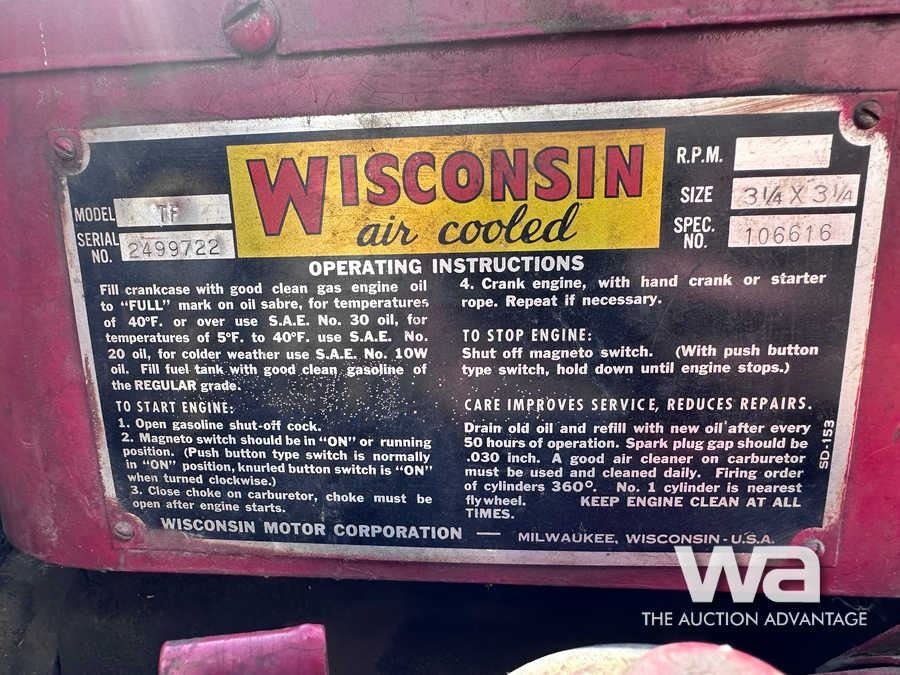 WISCONSIN
air cooled
MODEL TF
SERIAL NO. 2499722
R.P.M.
SIZE 3 1/4 X 3 1/4
SPEC. NO. 106616
OPERATING INSTRUCTIONS
Fill crankcase with good clean gas engine oil
to "FULL" mark on oil sabre, for temperatures
of 40°F. or over use S.A.E. No. 30 oil, for
temperatures of 5°F. to 40°F. use S.A.E. No.
20 oil, for colder weather use S.A.E. No. 10W
oil. Fill fuel tank with good clean gasoline of
the REGULAR grade.
TO START ENGINE:
1. Open gasoline shut-off cock.
2. Magneto switch should be in "ON" or running
position. (Push button type switch is normally
in "ON" position, knurled button switch is "ON"
when turned clockwise.)
3. Close choke on carburetor, choke must be
open after engine starts.
4. Crank engine, with hand crank or starter
rope. Repeat if necessary.
TO STOP ENGINE:
Shut off magneto switch. (With push button
type switch, hold down until engine stops.)
CARE IMPROVES SERVICE, REDUCES REPAIRS.
Drain old oil and refill with new oil after every
50 hours of operation. Spark plug gap should be
.030 inch. A good air cleaner on carburetor
must be used and cleaned daily. Firing order
of cylinders 360°. No. 1 cylinder is nearest
flywheel. KEEP ENGINE CLEAN AT ALL
TIMES.
SD-153
WISCONSIN MOTOR CORPORATION — MILWAUKEE, WISCONSIN - U.S.A.
wa
THE AUCTION ADVANTAGE